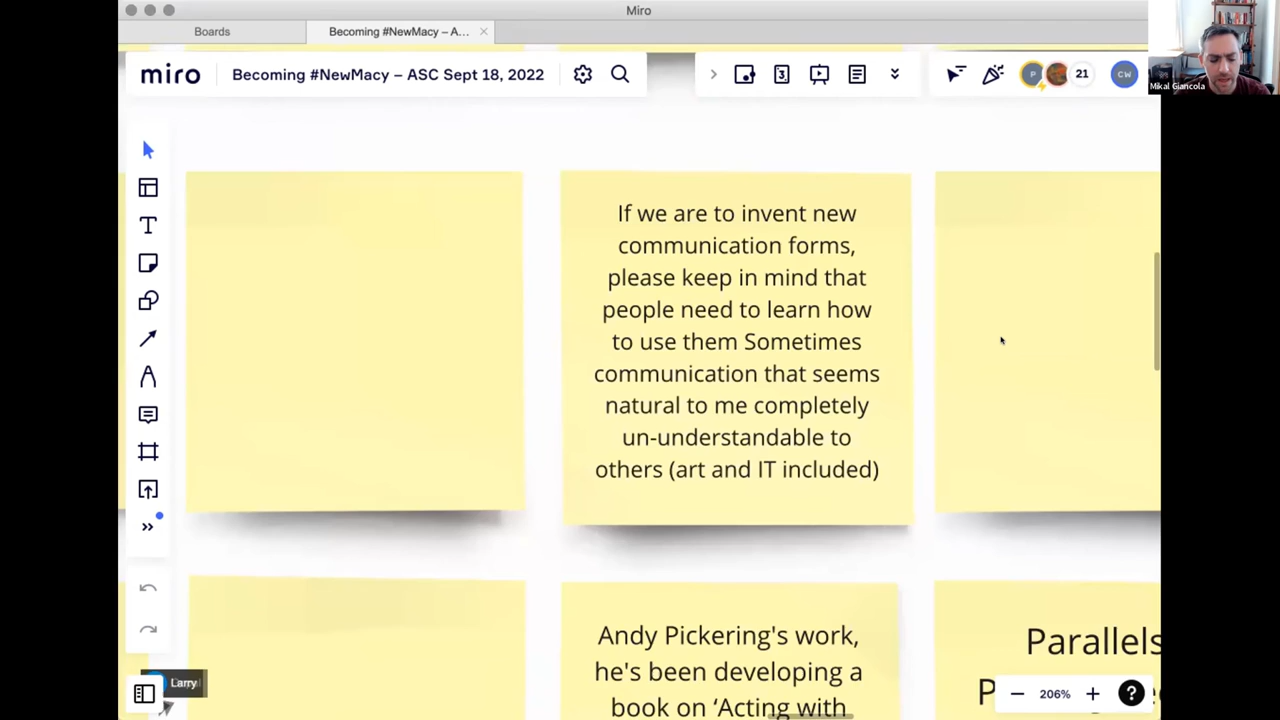 Miro
Boards
Becoming #NewMacy – A...
miro
Becoming #NewMacy – ASC Sept 18, 2022
3
P
21
CW
Mikal Giancola
If we are to invent new
communication forms,
please keep in mind that
people need to learn how
to use them Sometimes
communication that seems
natural to me completely
un-understandable to
others (art and IT included)
Andy Pickering's work,
he's been developing a
book on ‘Acting with
Parallels
Larry
206%